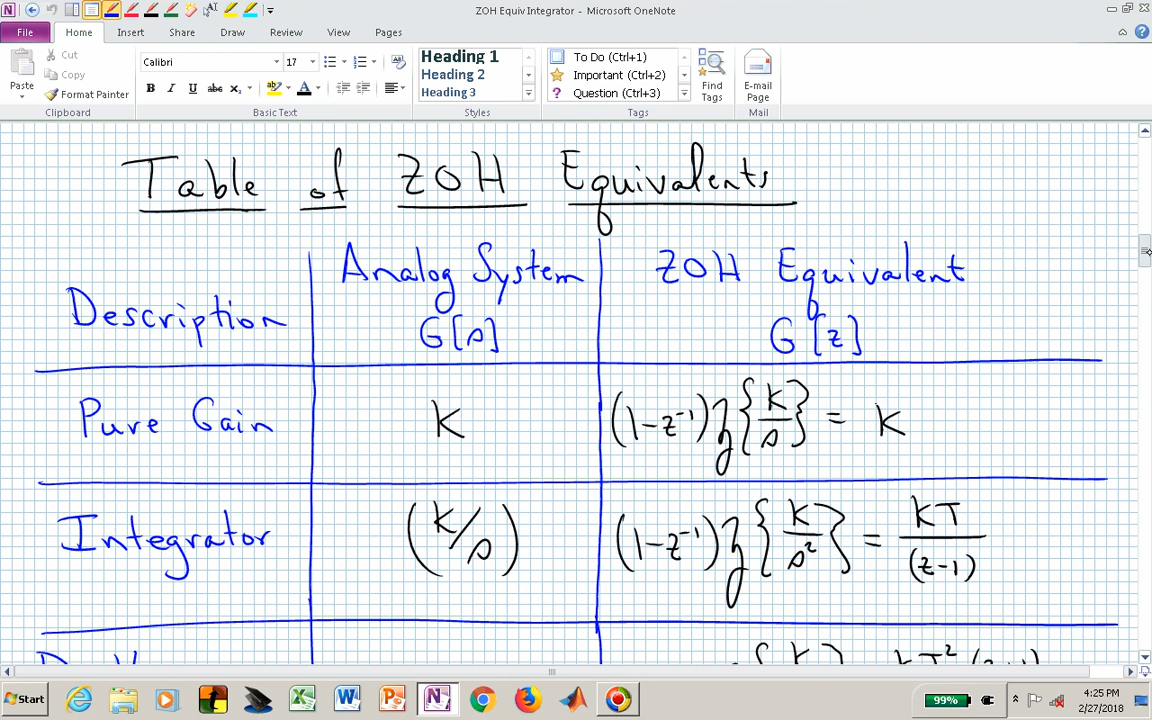 ZOH Equiv Integrator - Microsoft OneNote
File Home Insert Share Draw Review View Pages
Paste
Cut
Copy
Format Painter
Clipboard
Calibri 17
B I U abc X₂ A
Basic Text
Heading 1
Heading 2
Heading 3
Styles
To Do (Ctrl+1)
Important (Ctrl+2)
Question (Ctrl+3)
Tags
Find
Tags
E-mail
Page
Mail
Table of ZOH Equivalents
Description
Analog System
G[s]
ZOH Equivalent
G[z]
Pure Gain
K
(1-z⁻¹)𝓏{K/s} = K
Integrator
(K/s)
(1-z⁻¹)𝓏{K/s²} = KT/(z-1)
Start
99%
4:25 PM
2/27/2018